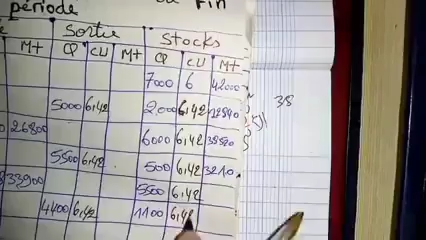 période ou Fin
Sortie Stocks
M+ Q CU M+ Q CU M+
7000 6 42000
5000 6,42 2000 6,42 12840
26800 6000 6,42 38520
5500 6,42 500 6,42 3210
33900 5500 6,42
4400 6,42 1100 6,42
38